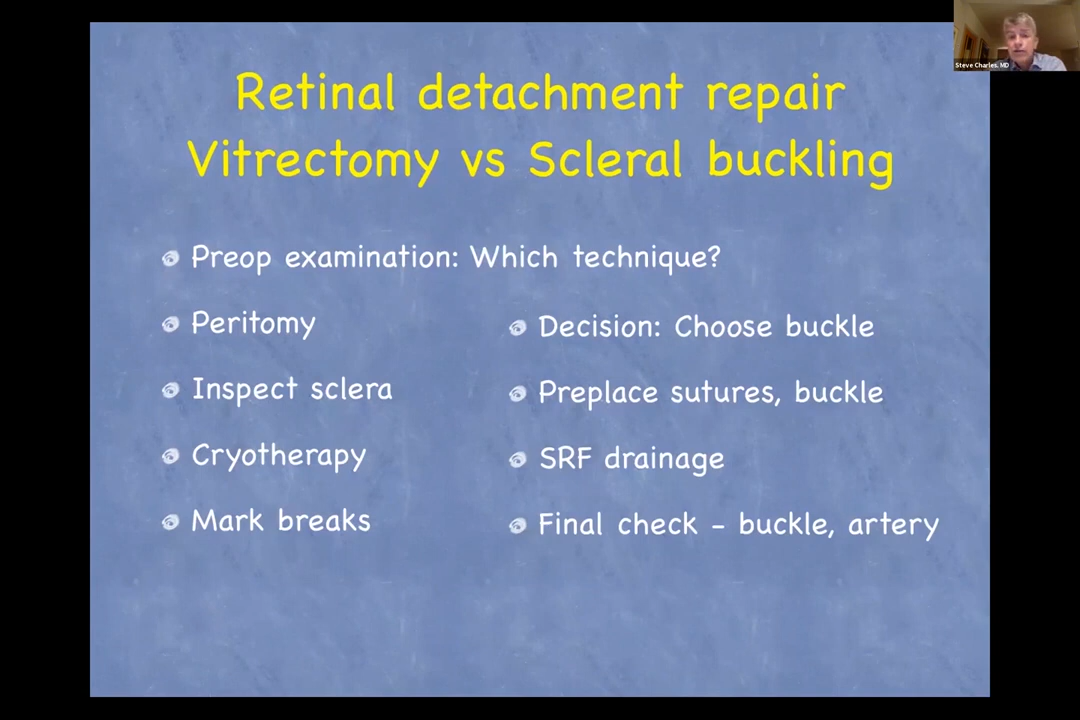 Steve Charles, MD
Retinal detachment repair
Vitrectomy vs Scleral buckling
Preop examination: Which technique?
Peritomy
Inspect sclera
Cryotherapy
Mark breaks
Decision: Choose buckle
Preplace sutures, buckle
SRF drainage
Final check - buckle, artery